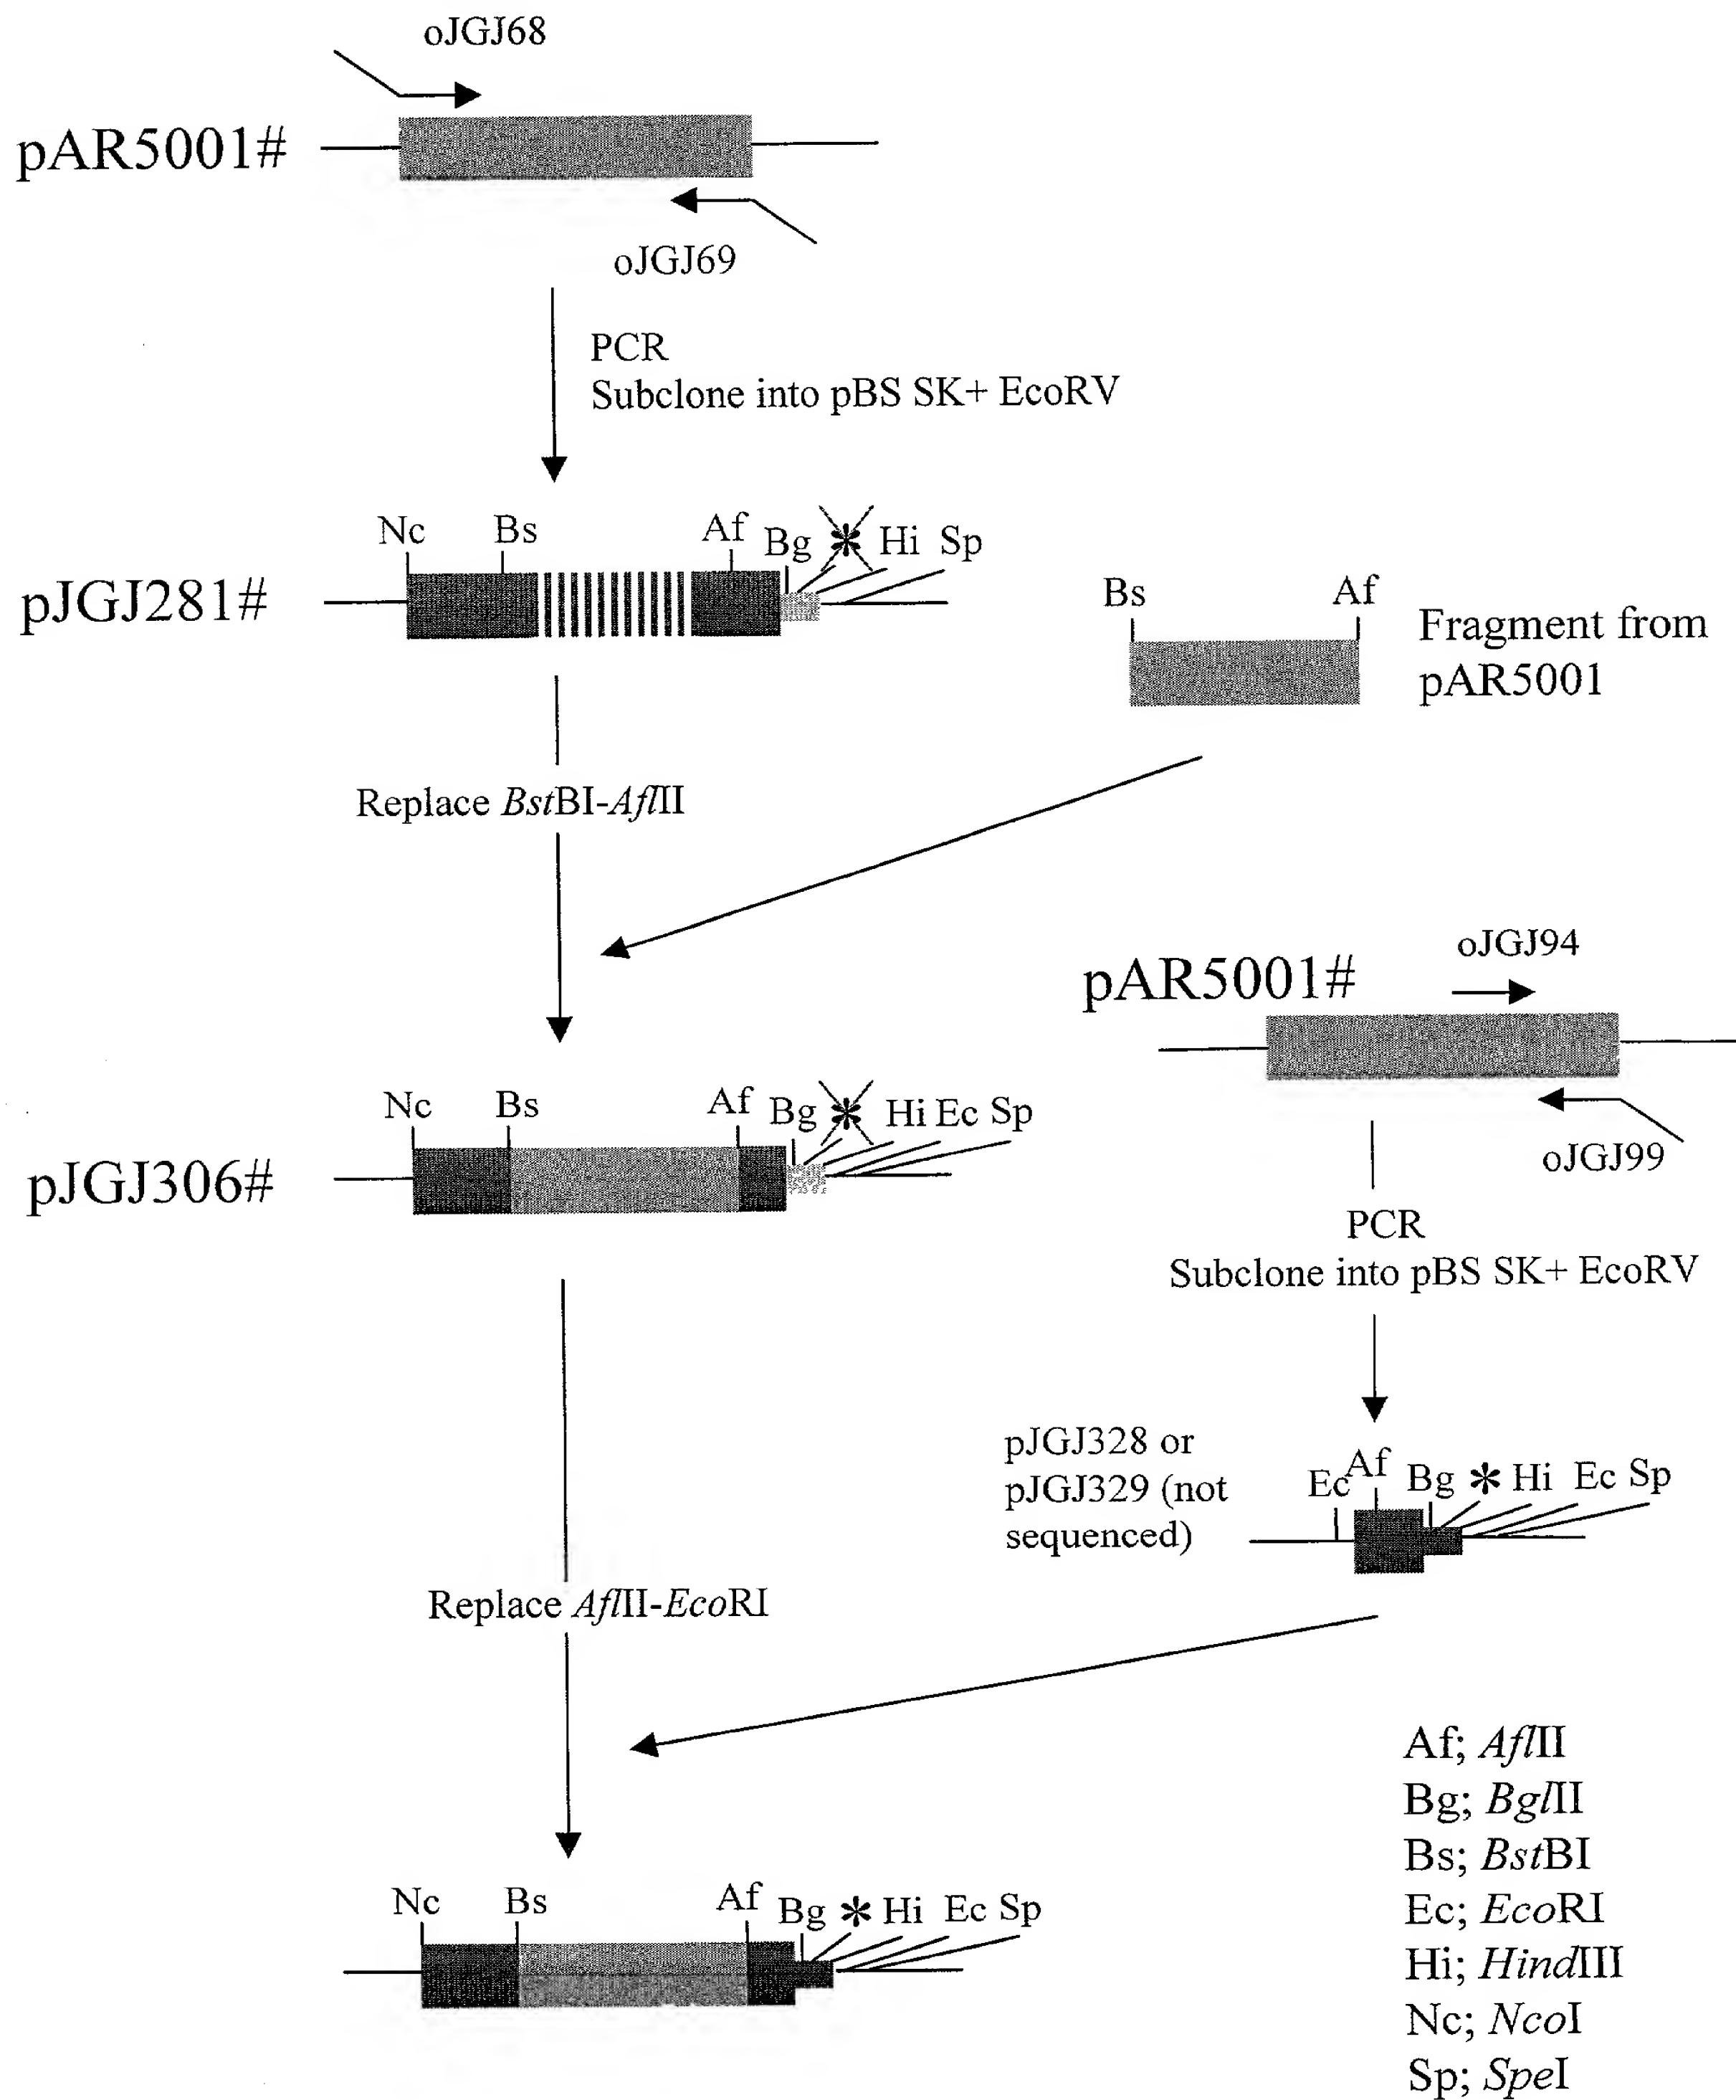 oJGJ68
pAR5001#
oJGJ69
PCR
Subclone into pBS SK+ EcoRV
Nc Bs Af Bg * Hi Sp
pJGJ281#
Bs Af
Fragment from
pAR5001
Replace BstBI-AflII
oJGJ94
pAR5001#
oJGJ99
Nc Bs Af Bg * Hi Ec Sp
pJGJ306#
PCR
Subclone into pBS SK+ EcoRV
pJGJ328 or
pJGJ329 (not
sequenced)
Ec Af Bg * Hi Ec Sp
Replace AflII-EcoRI
Nc Bs Af Bg * Hi Ec Sp
Af; AflII
Bg; BglII
Bs; BstBI
Ec; EcoRI
Hi; HindIII
Nc; NcoI
Sp; SpeI